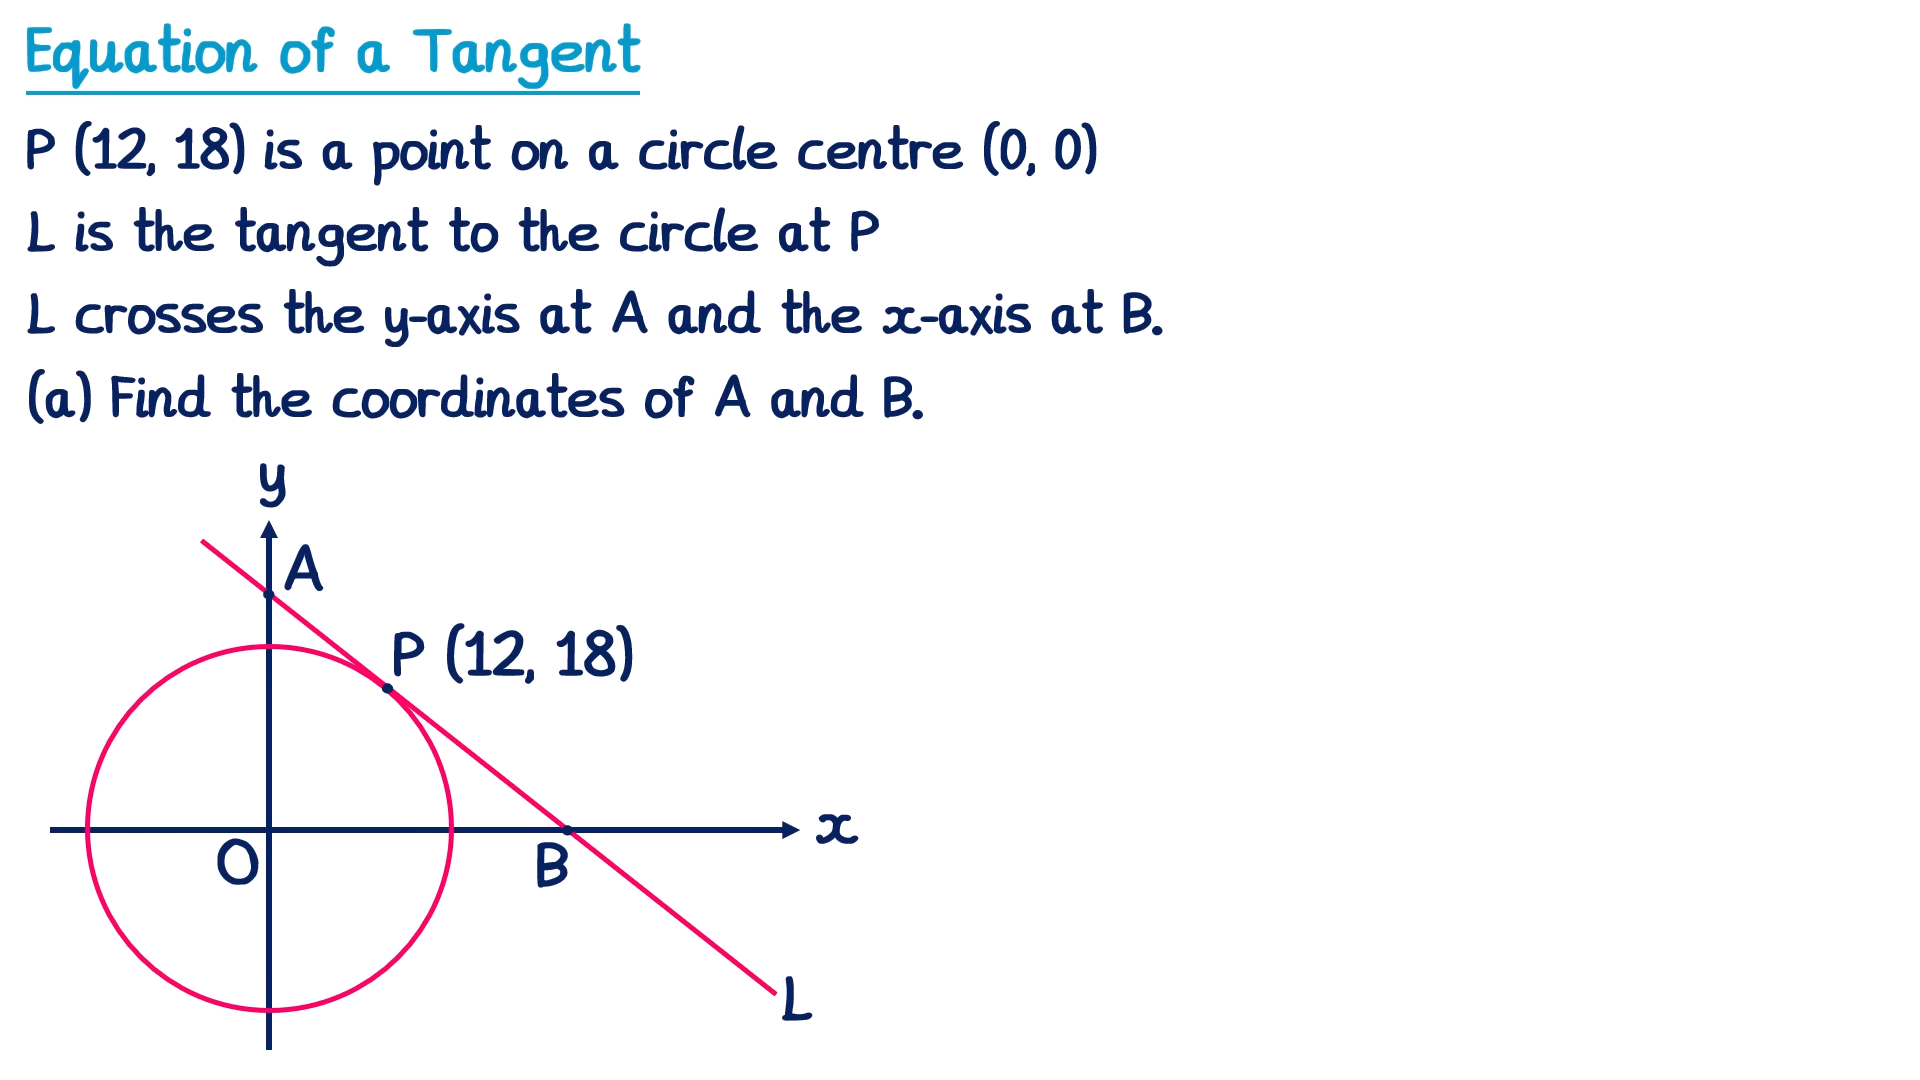 Equation of a Tangent
P (12, 18) is a point on a circle centre (0, 0)
L is the tangent to the circle at P
L crosses the y-axis at A and the x-axis at B.
(a) Find the coordinates of A and B.
y
A
P (12, 18)
x
O
B
L